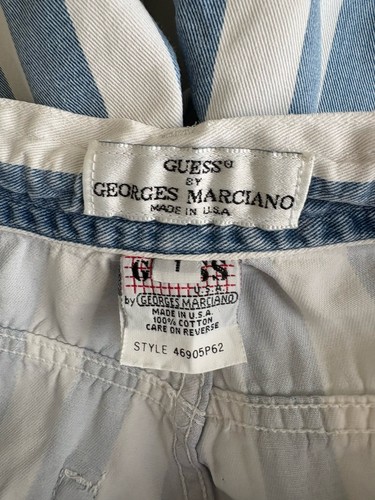 GUESS
BY
GEORGES MARCIANO
MADE IN U.S.A
U.S.A.
by GEORGES MARCIANO
MADE IN U.S.A.
100% COTTON
CARE ON REVERSE
STYLE 46905P62